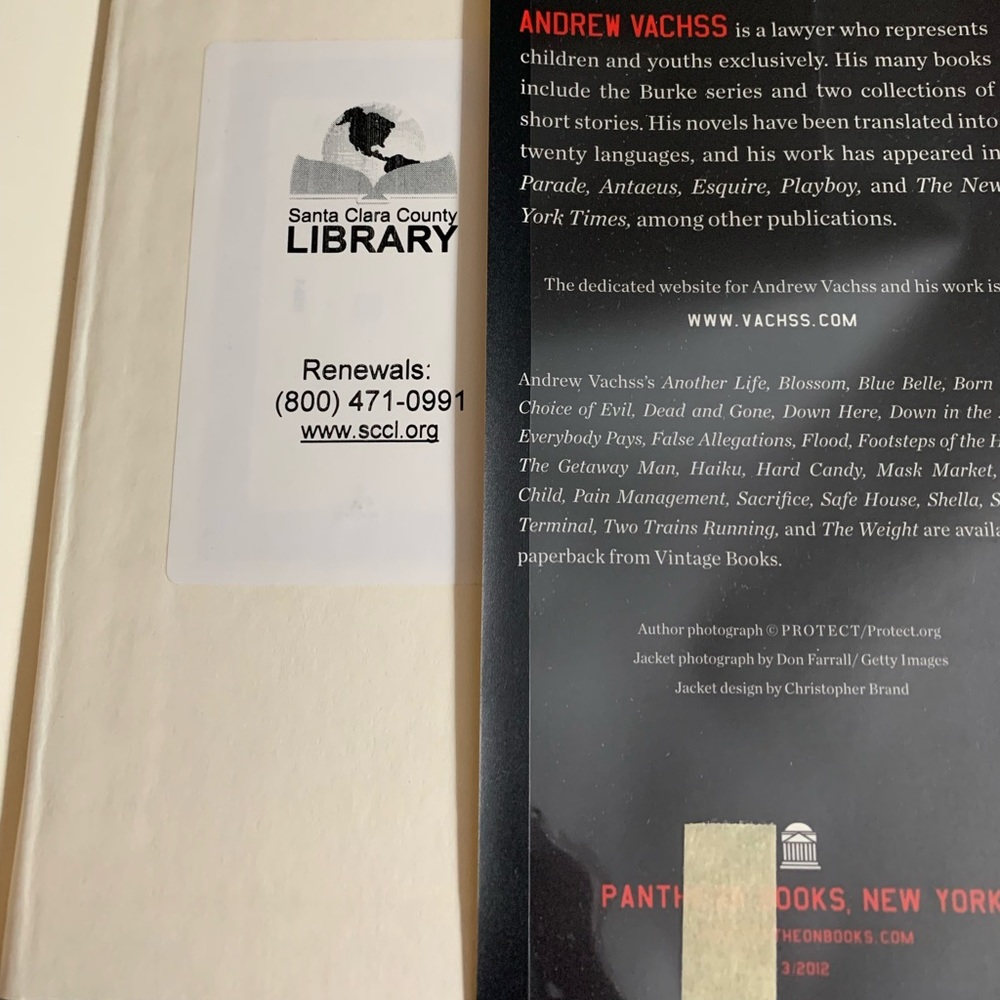 Santa Clara County
LIBRARY
Renewals:
(800) 471-0991
www.sccl.org
ANDREW VACHSS is a lawyer who represents
children and youths exclusively. His many books
include the Burke series and two collections of
short stories. His novels have been translated into
twenty languages, and his work has appeared in
Parade, Antaeus, Esquire, Playboy, and The New
York Times, among other publications.
The dedicated website for Andrew Vachss and his work is
WWW.VACHSS.COM
Andrew Vachss's Another Life, Blossom, Blue Belle, Born
Choice of Evil, Dead and Gone, Down Here, Down in the
Everybody Pays, False Allegations, Flood, Footsteps of the
The Getaway Man, Haiku, Hard Candy, Mask Market,
Child, Pain Management, Sacrifice, Safe House, Shella,
Terminal, Two Trains Running, and The Weight are
paperback from Vintage Books.
Author photograph © PROTECT/Protect.org
Jacket photograph by Don Farrall/Getty Images
Jacket design by Christopher Brand
BOOKS, NEW YORK
3/2012